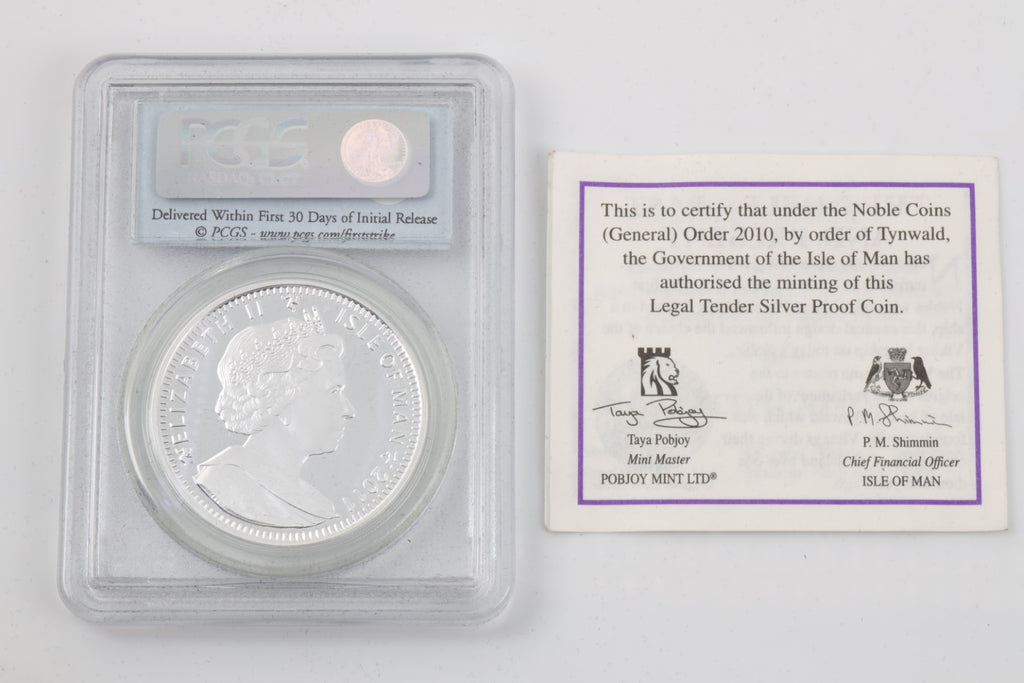 PCGS
Delivered Within First 30 Days of Initial Release
© PCGS - www.pcgs.com/firststrike
ELIZABETH II
ISLE OF MAN
2011
This is to certify that under the Noble Coins
(General) Order 2010, by order of Tynwald,
the Government of the Isle of Man has
authorised the minting of this
Legal Tender Silver Proof Coin.
Taya Pobjoy
Taya Pobjoy
Mint Master
POBJOY MINT LTD®
P. M. Shimmin
P. M. Shimmin
Chief Financial Officer
ISLE OF MAN